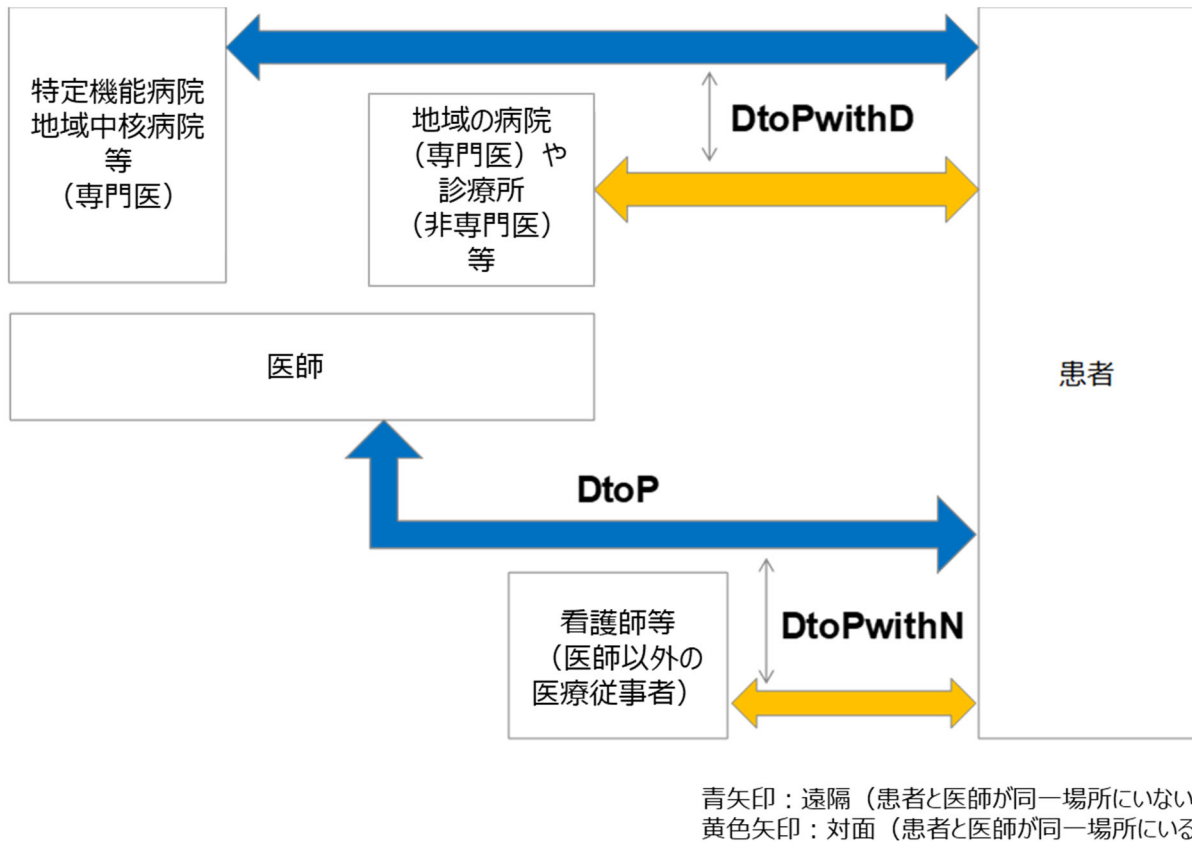 特定機能病院
地域中核病院
等
（専門医）
地域の病院
（専門医）や
診療所
（非専門医）
等
DtoPwithD
医師
患者
DtoP
看護師等
（医師以外の
医療従事者）
DtoPwithN
青矢印：遠隔（患者と医師が同一場所にいない
黄色矢印：対面（患者と医師が同一場所にいる